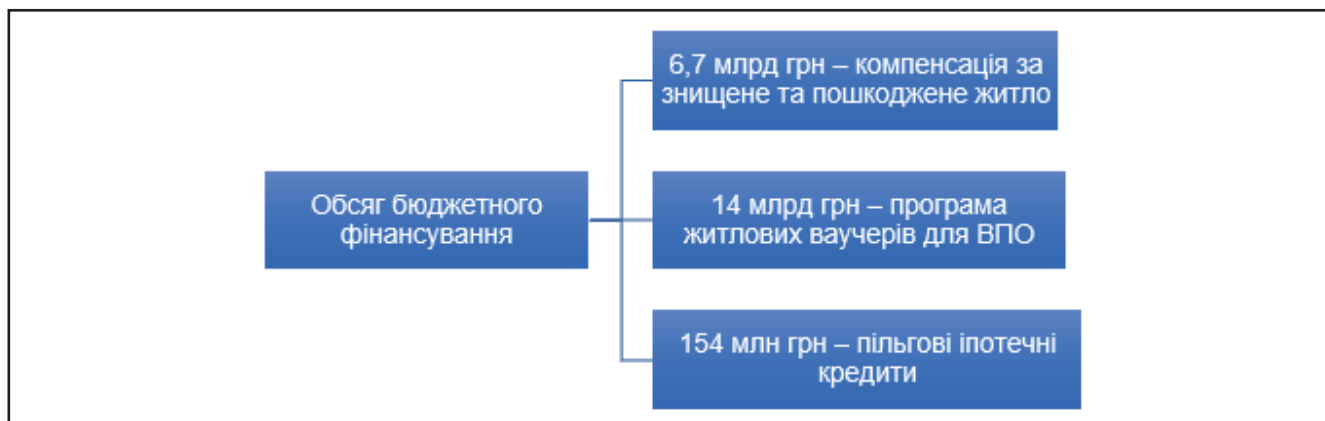 6,7 млрд грн – компенсація за
знищене та пошкоджене житло
Обсяг бюджетного
фінансування
14 млрд грн – програма
житлових ваучерів для ВПО
154 млн грн – пільгові іпотечні
кредити